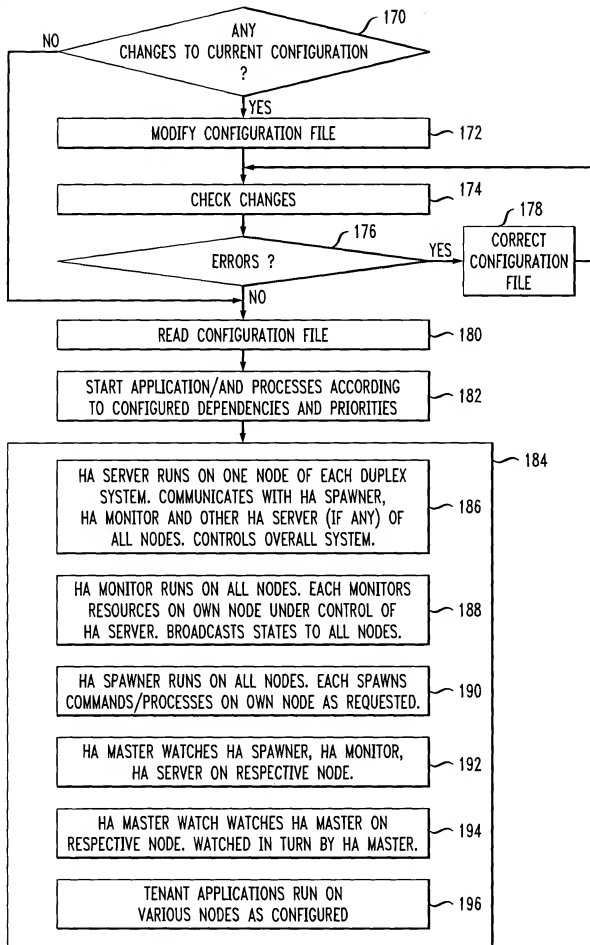 170
ANY
NO
CHANGES TO CURRENT CONFIGURATION
?
YES
MODIFY CONFIGURATION FILE
172
CHECK CHANGES
174
176
178
ERRORS ?
YES
CORRECT
CONFIGURATION
FILE
NO
READ CONFIGURATION FILE
180
START APPLICATION/AND PROCESSES ACCORDING
TO CONFIGURED DEPENDENCIES AND PRIORITIES
182
184
HA SERVER RUNS ON ONE NODE OF EACH DUPLEX
SYSTEM. COMMUNICATES WITH HA SPAWNER,
HA MONITOR AND OTHER HA SERVER (IF ANY) OF
ALL NODES. CONTROLS OVERALL SYSTEM.
186
HA MONITOR RUNS ON ALL NODES. EACH MONITORS
RESOURCES ON OWN NODE UNDER CONTROL OF
HA SERVER. BROADCASTS STATES TO ALL NODES.
188
HA SPAWNER RUNS ON ALL NODES. EACH SPAWNS
COMMANDS/PROCESSES ON OWN NODE AS REQUESTED.
190
HA MASTER WATCHES HA SPAWNER, HA MONITOR,
HA SERVER ON RESPECTIVE NODE.
192
HA MASTER WATCH WATCHES HA MASTER ON
RESPECTIVE NODE. WATCHED IN TURN BY HA MASTER.
194
TENANT APPLICATIONS RUN ON
VARIOUS NODES AS CONFIGURED
196